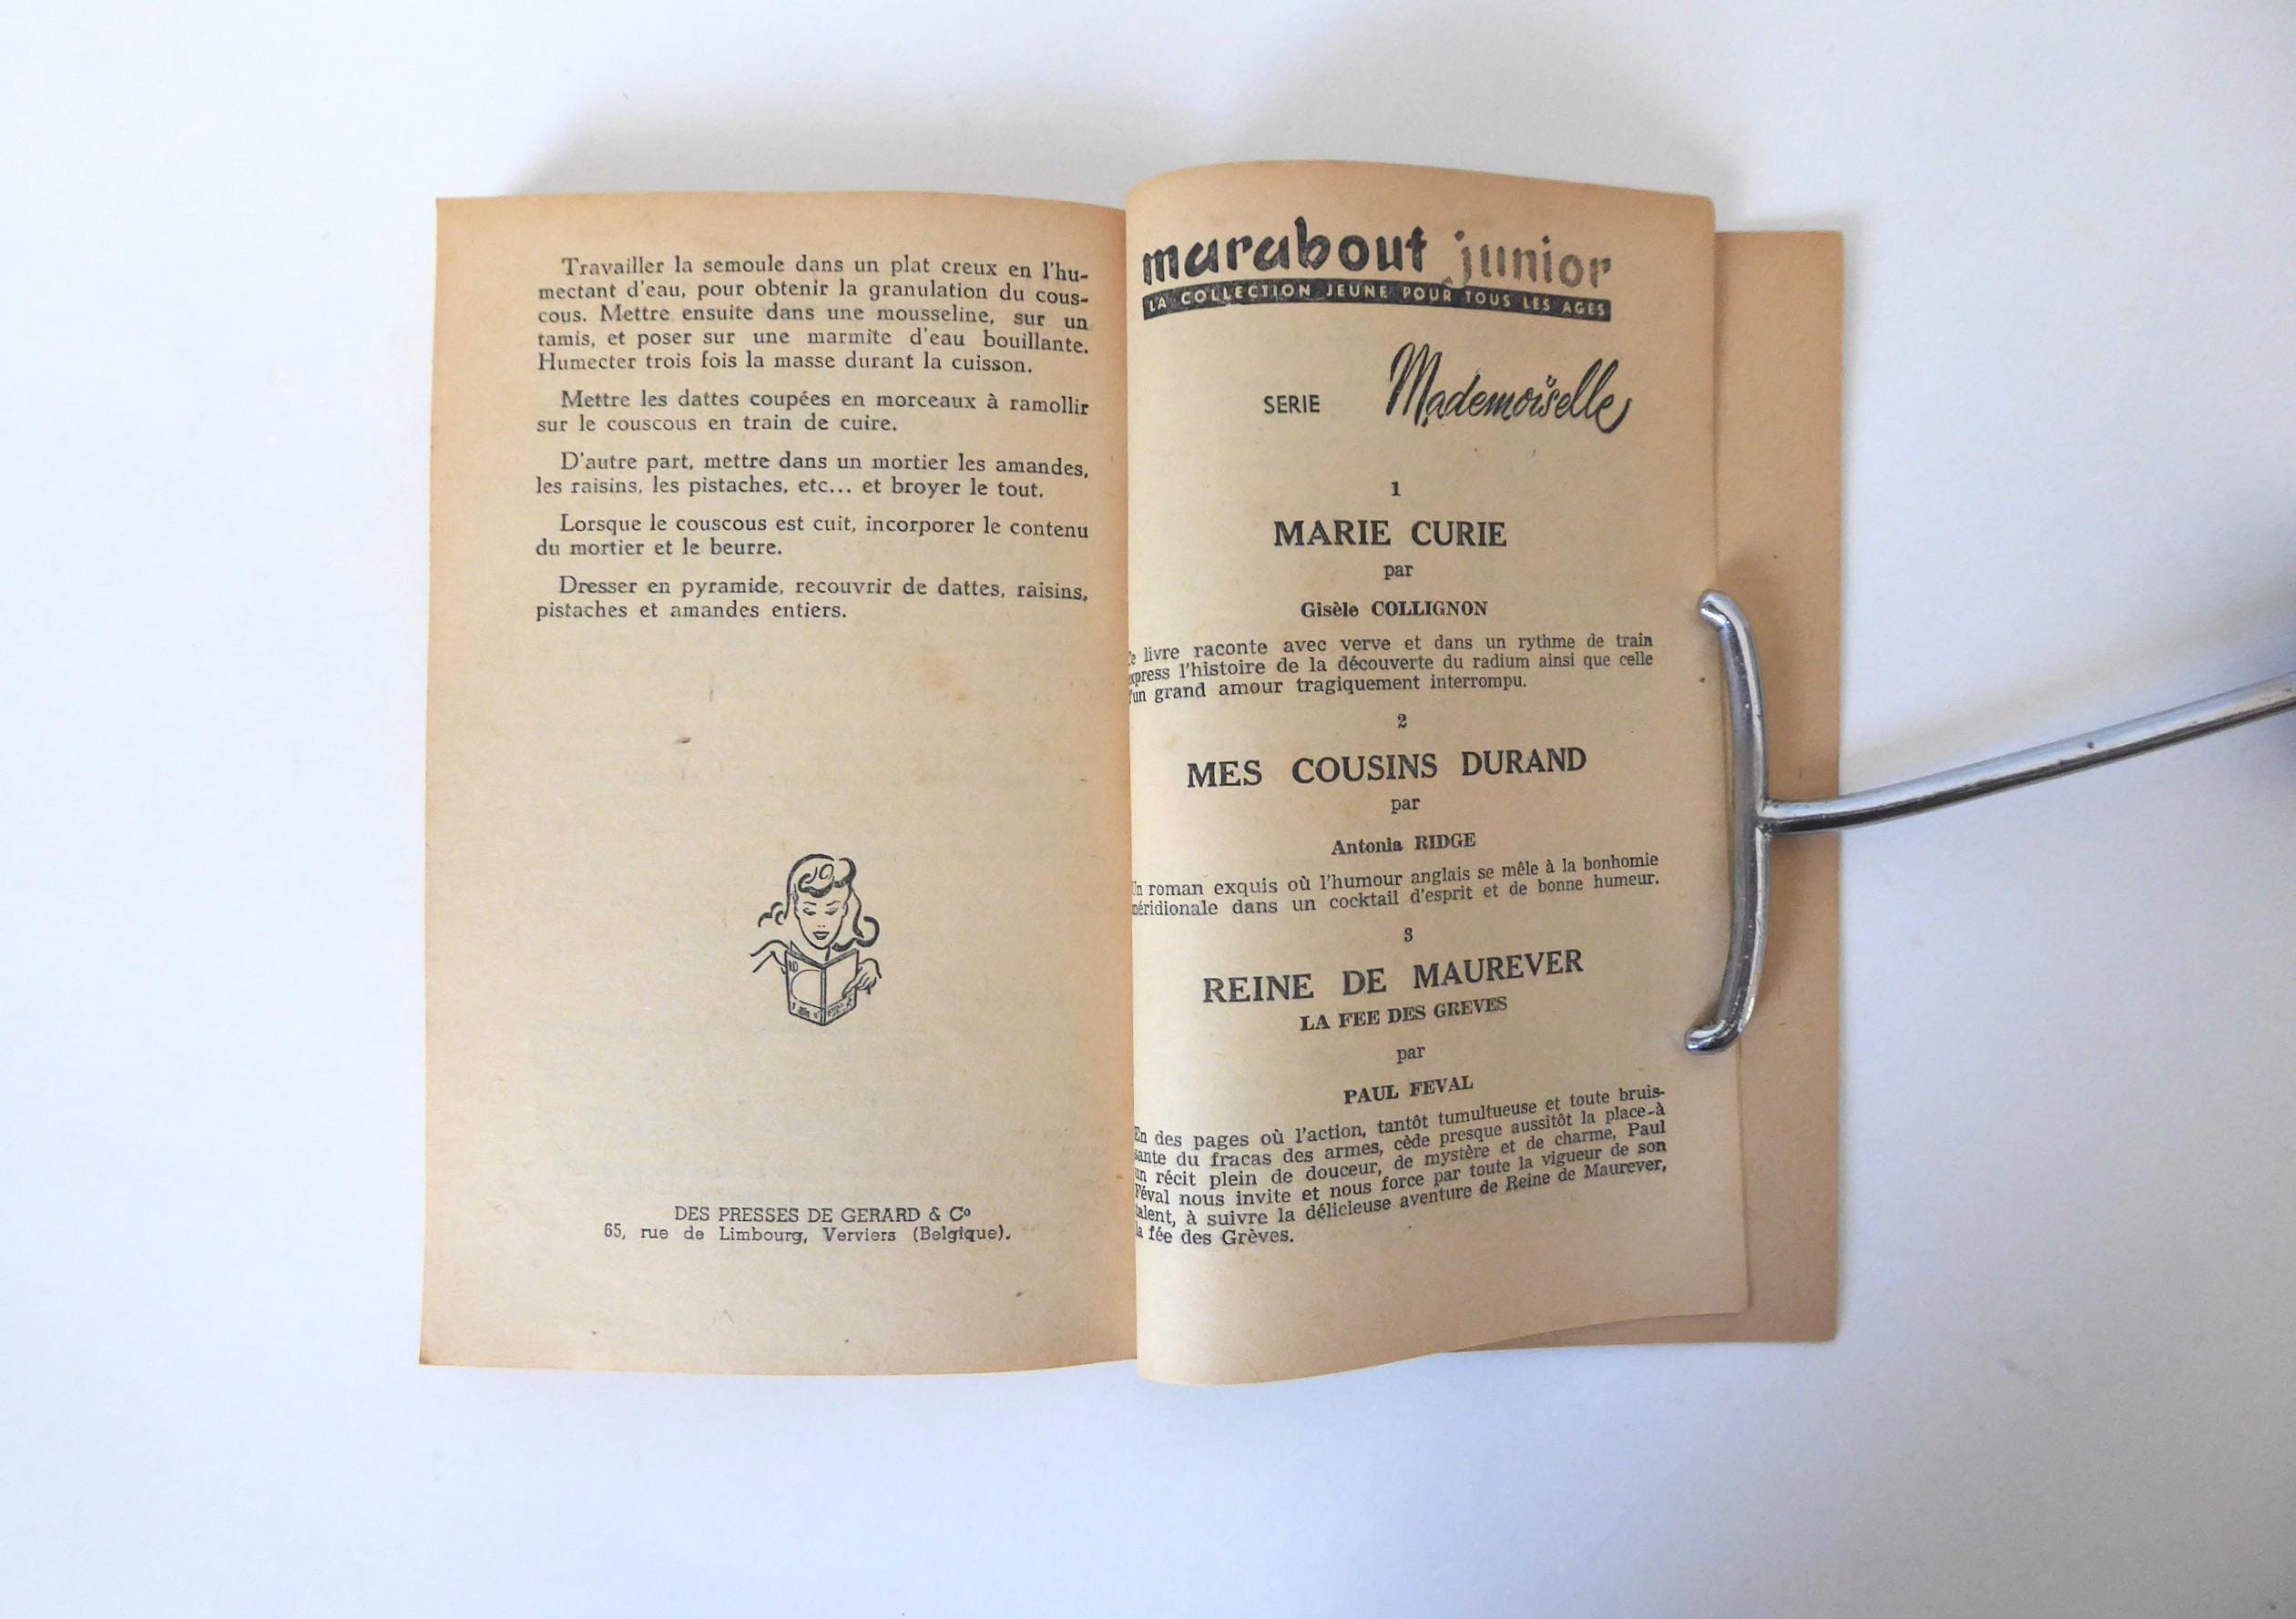 Travailler la semoule dans un plat creux en l'hu-
mectant d'eau, pour obtenir la granulation du cous-
cous. Mettre ensuite dans une mousseline, sur un
tamis, et poser sur une marmite d'eau bouillante.
Humecter trois fois la masse durant la cuisson.
Mettre les dattes coupées en morceaux à ramollir
sur le couscous en train de cuire.
D'autre part, mettre dans un mortier les amandes,
les raisins, les pistaches, etc... et broyer le tout.
Lorsque le couscous est cuit, incorporer le contenu
du mortier et le beurre.
Dresser en pyramide, recouvrir de dattes, raisins,
pistaches et amandes entiers.
DES PRESSES DE GERARD & Cº
65, rue de Limbourg, Verviers (Belgique).
marabout junior
LA COLLECTION JEUNE POUR TOUS LES AGES
SERIE Mademoiselle
1
MARIE CURIE
par
Gisèle COLLIGNON
livre raconte avec verve et dans un rythme de train
xpress l'histoire de la découverte du radium ainsi que celle
'un grand amour tragiquement interrompu.
2
MES COUSINS DURAND
par
Antonia RIDGE
Un roman exquis où l'humour anglais se mêle à la bonhomie
méridionale dans un cocktail d'esprit et de bonne humeur.
3
REINE DE MAUREVER
LA FEE DES GREVES
par
PAUL FEVAL
En des pages où l'action, tantôt tumultueuse et toute bruis-
sante du fracas des armes, cède presque aussitôt la place-à
un récit plein de douceur, de mystère et de charme, Paul
Féval nous invite et nous force par toute la vigueur de son
talent, à suivre la délicieuse aventure de Reine de Maurever,
la fée des Grèves.